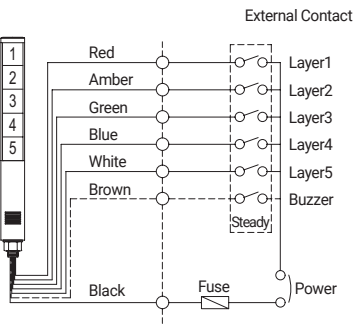 External Contact
1
2
3
4
5
Red
Layer1
Amber
Layer2
Green
Layer3
Blue
Layer4
White
Layer5
Brown
Buzzer
Steady
Black
Fuse
Power